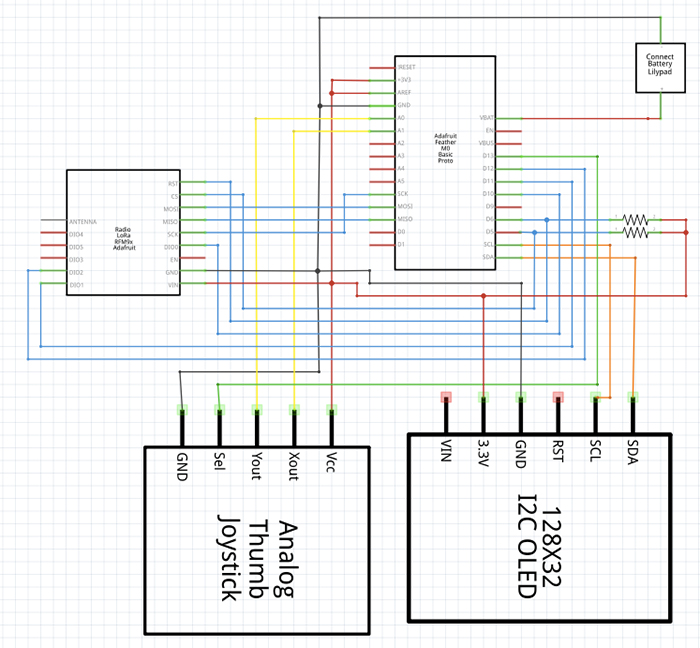 Connect
Battery
Lilypad
RESET
+3V3
AREF
GND
A0
A1
A2
A3
A4
A5
SCK
MOSI
MISO
D0
D1
Adafruit
Feather
M0
Basic
Proto
VBAT
EN
VBUS
D13
D12
D11
D10
D9
D6
D5
SCL
SDA
ANTENNA
DIO4
DIO5
DIO3
DIO2
DIO1
Radio
LoRa
RFM9x
Adafruit
RST
CS
MOSI
MISO
SCK
DIO0
EN
GND
VIN
GND
Sel
Yout
Xout
Vcc
Analog
Thumb
Joystick
VIN
3.3V
GND
RST
SCL
SDA
128X32
I2C OLED